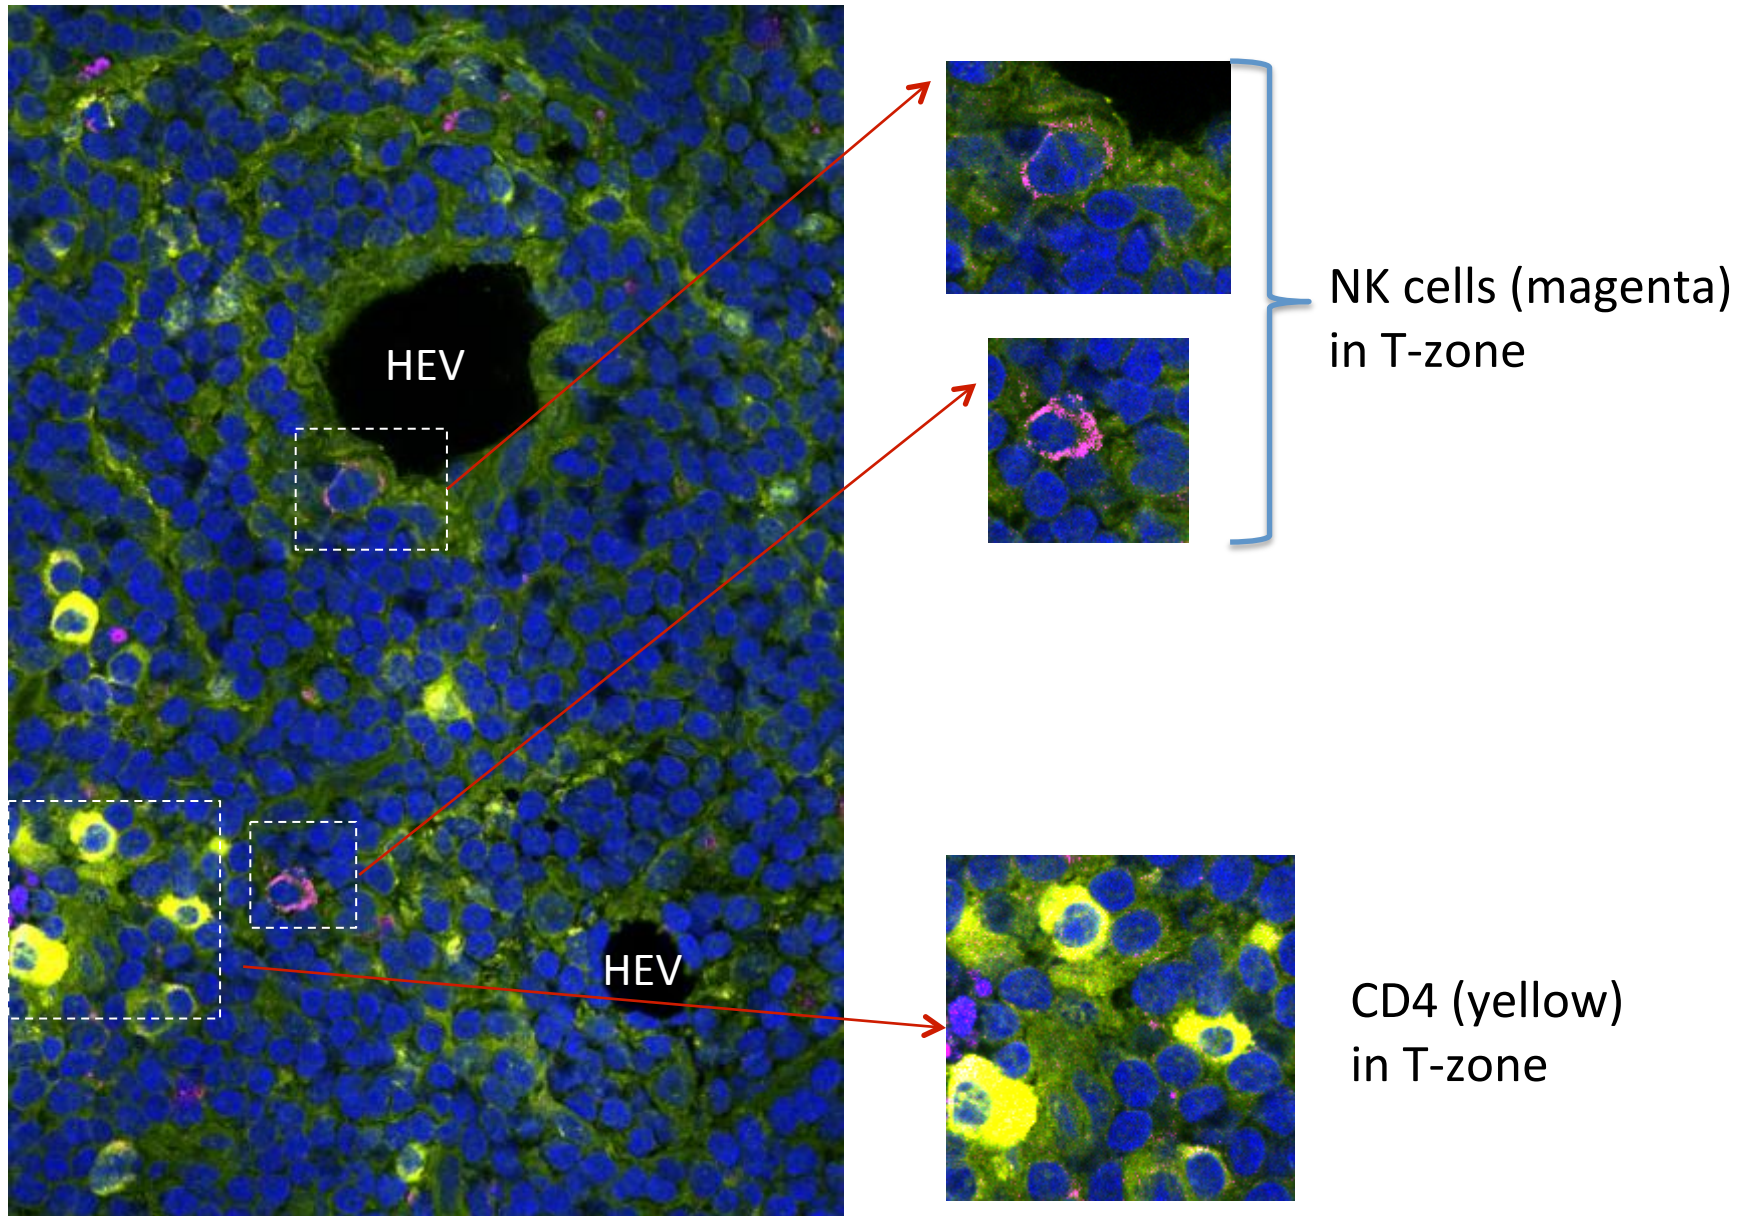 HEV
NK cells (magenta)
in T-zone
HEV
CD4 (yellow)
in T-zone